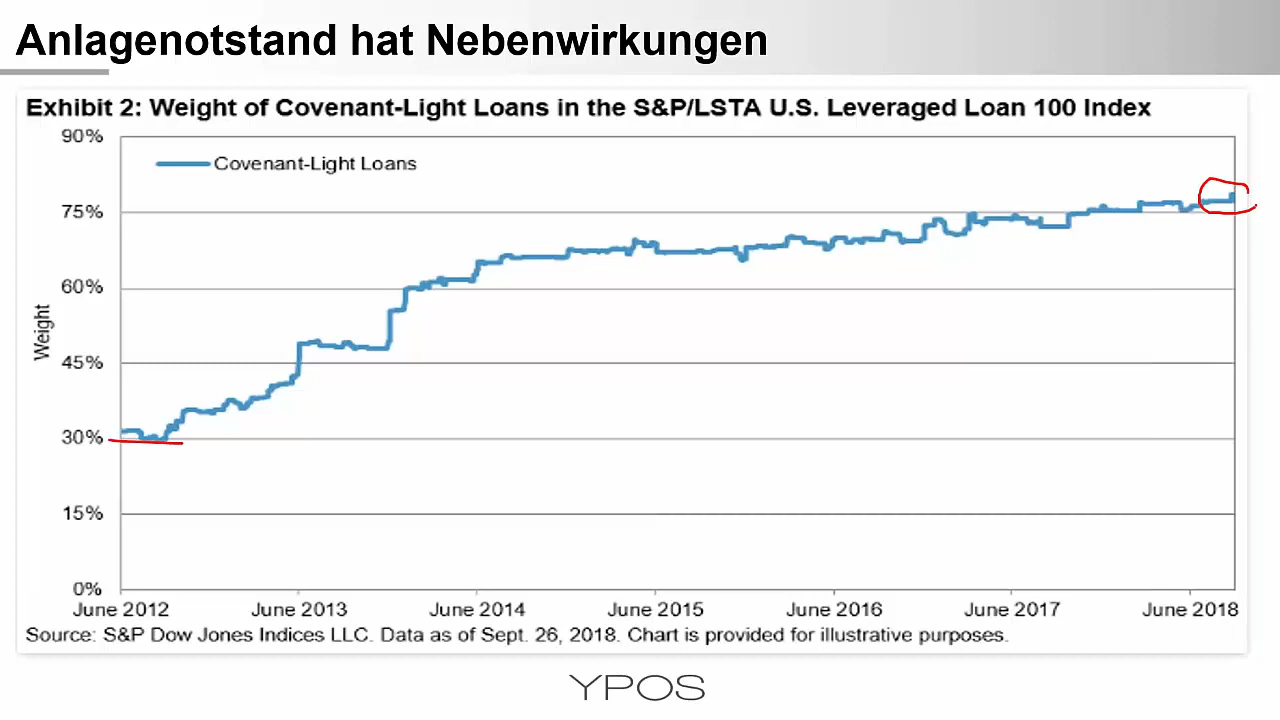 Anlagenotstand hat Nebenwirkungen
Exhibit 2: Weight of Covenant-Light Loans in the S&P/LSTA U.S. Leveraged Loan 100 Index
90%
Covenant-Light Loans
75%
60%
Weight
45%
30%
15%
0%
June 2012 June 2013 June 2014 June 2015 June 2016 June 2017 June 2018
Source: S&P Dow Jones Indices LLC. Data as of Sept. 26, 2018. Chart is provided for illustrative purposes.
YPOS